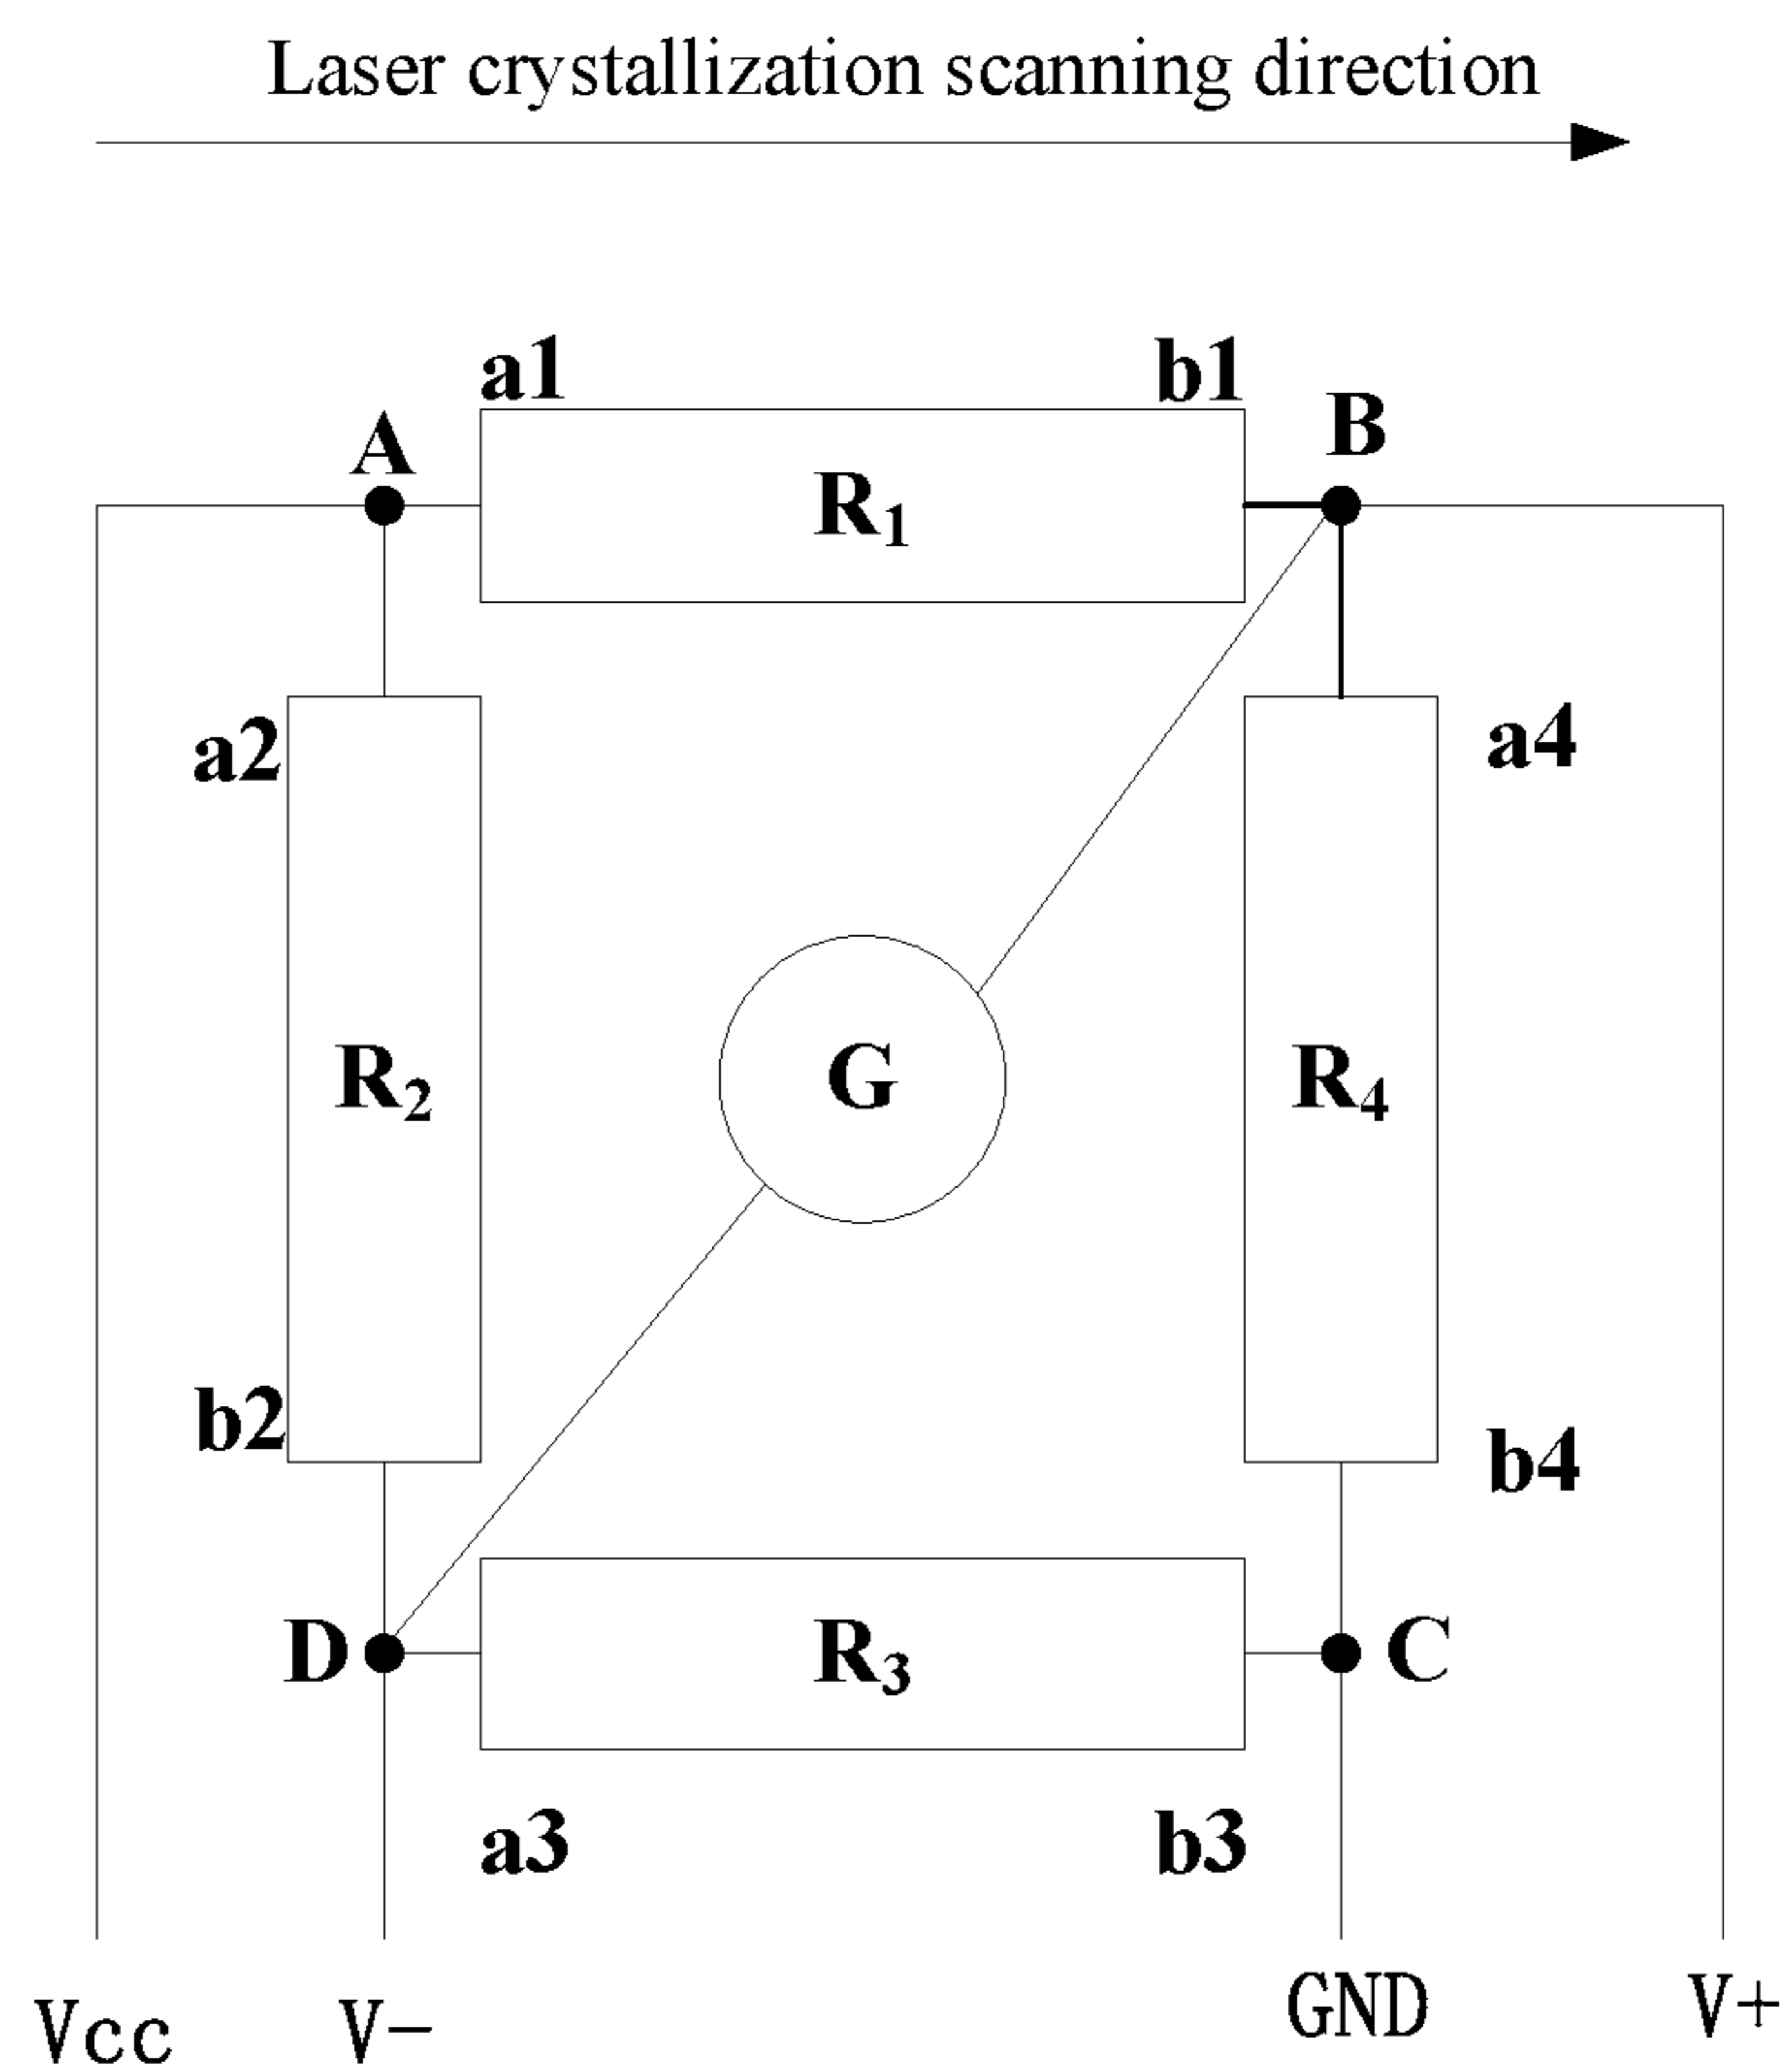 Laser crystallization scanning direction
a1
b1
A
B
R1
a2
a4
R2
G
R4
b2
b4
D
R3
C
a3
b3
Vcc
V-
GND
V+